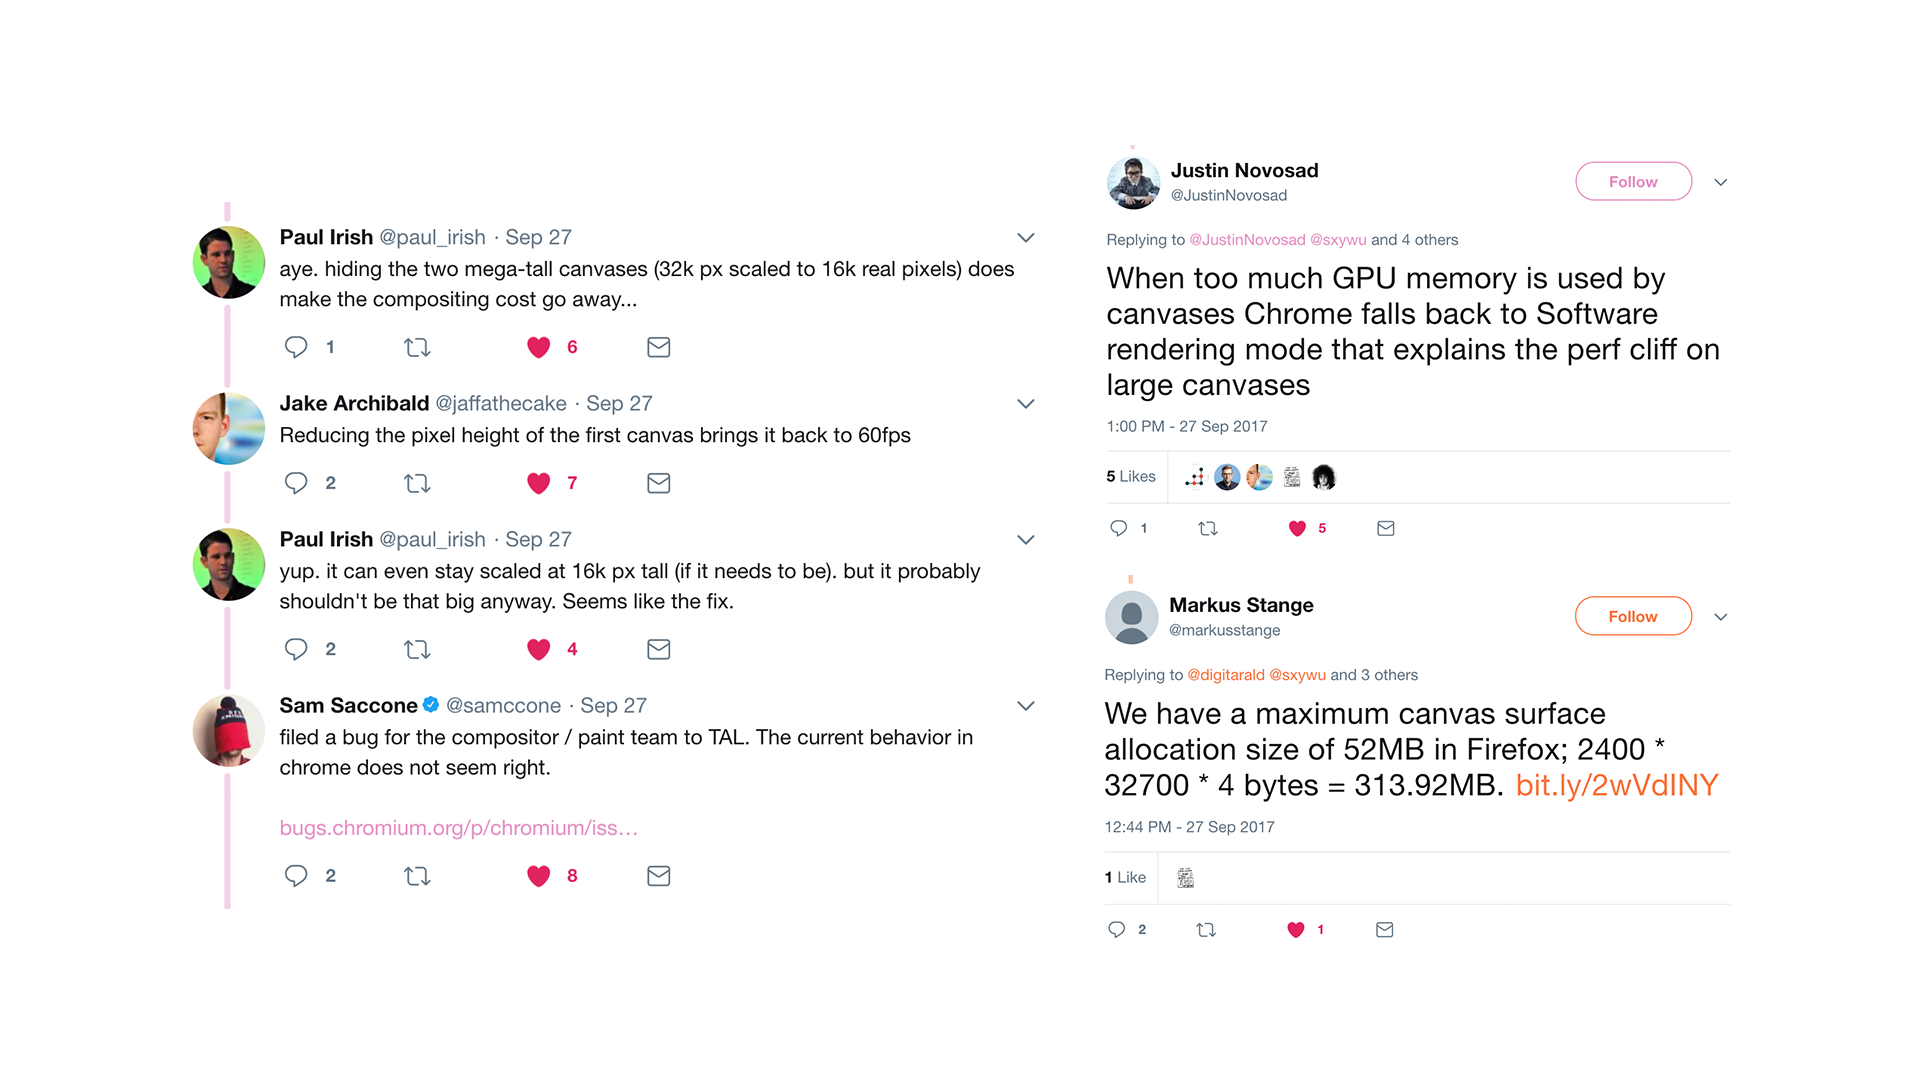 Paul Irish @paul_irish · Sep 27
aye. hiding the two mega-tall canvases (32k px scaled to 16k real pixels) does
make the compositing cost go away...
1 6
Jake Archibald @jaffathecake · Sep 27
Reducing the pixel height of the first canvas brings it back to 60fps
2 7
Paul Irish @paul_irish · Sep 27
yup. it can even stay scaled at 16k px tall (if it needs to be). but it probably
shouldn't be that big anyway. Seems like the fix.
2 4
Sam Saccone @samccone · Sep 27
filed a bug for the compositor / paint team to TAL. The current behavior in
chrome does not seem right.
bugs.chromium.org/p/chromium/iss...
2 8
Justin Novosad
@JustinNovosad
Follow
Replying to @JustinNovosad @sxywu and 4 others
When too much GPU memory is used by
canvases Chrome falls back to Software
rendering mode that explains the perf cliff on
large canvases
1:00 PM - 27 Sep 2017
5 Likes
1 5
Markus Stange
@markusstange
Follow
Replying to @digitarald @sxywu and 3 others
We have a maximum canvas surface
allocation size of 52MB in Firefox; 2400 *
32700 * 4 bytes = 313.92MB. bit.ly/2wVdINY
12:44 PM - 27 Sep 2017
1 Like
2 1